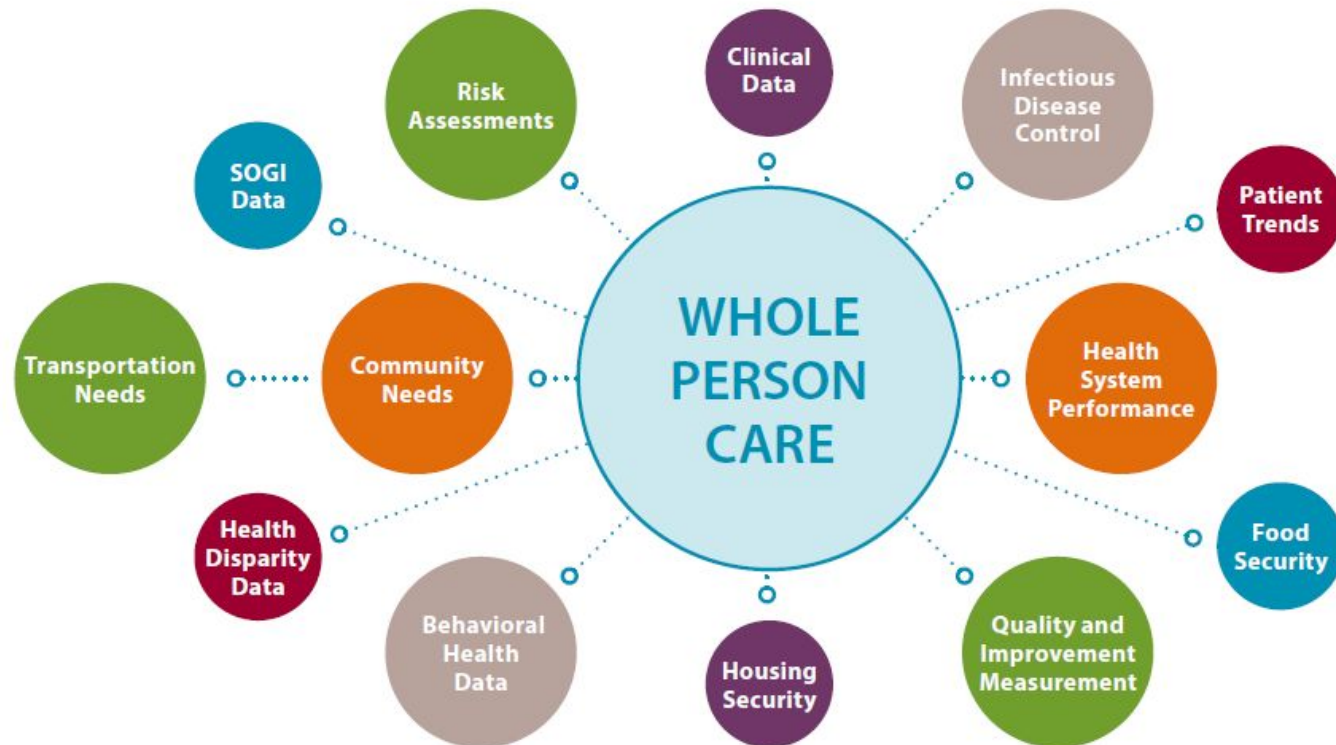 Clinical
Data
Risk
Assessments
Infectious
Disease
Control
SOGI
Data
Patient
Trends
WHOLE
PERSON
CARE
Transportation
Needs
Community
Needs
Health
System
Performance
Health
Disparity
Data
Food
Security
Behavioral
Health
Data
Quality and
Improvement
Measurement
Housing
Security